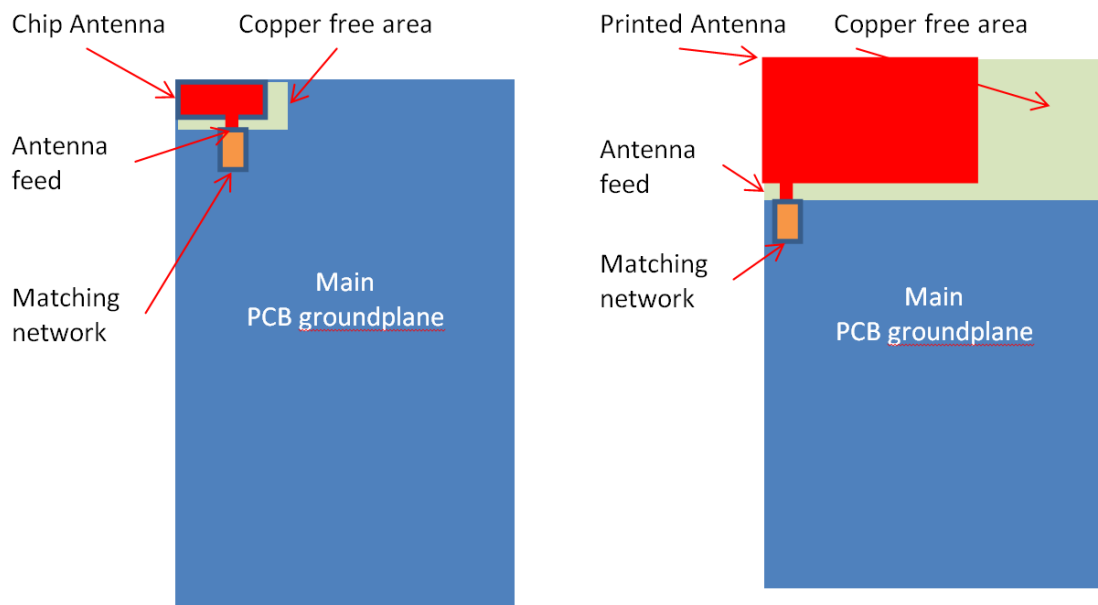 Chip Antenna
Copper free area
Antenna
feed
Matching
network
Main
PCB groundplane
Printed Antenna
Copper free area
Antenna
feed
Matching
network
Main
PCB groundplane